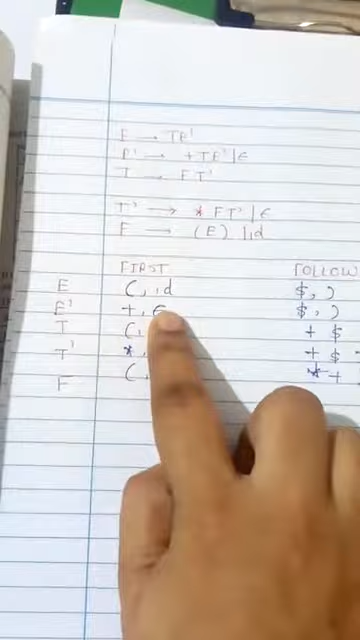 E → TE'
E' → +TE' | ε
T → FT'
T' → * FT' | ε
F → (E) | id
FIRST FOLLOW
E (, id $, )
E' +, ε $, )
T (, + $
T' *, + $
F (, * +